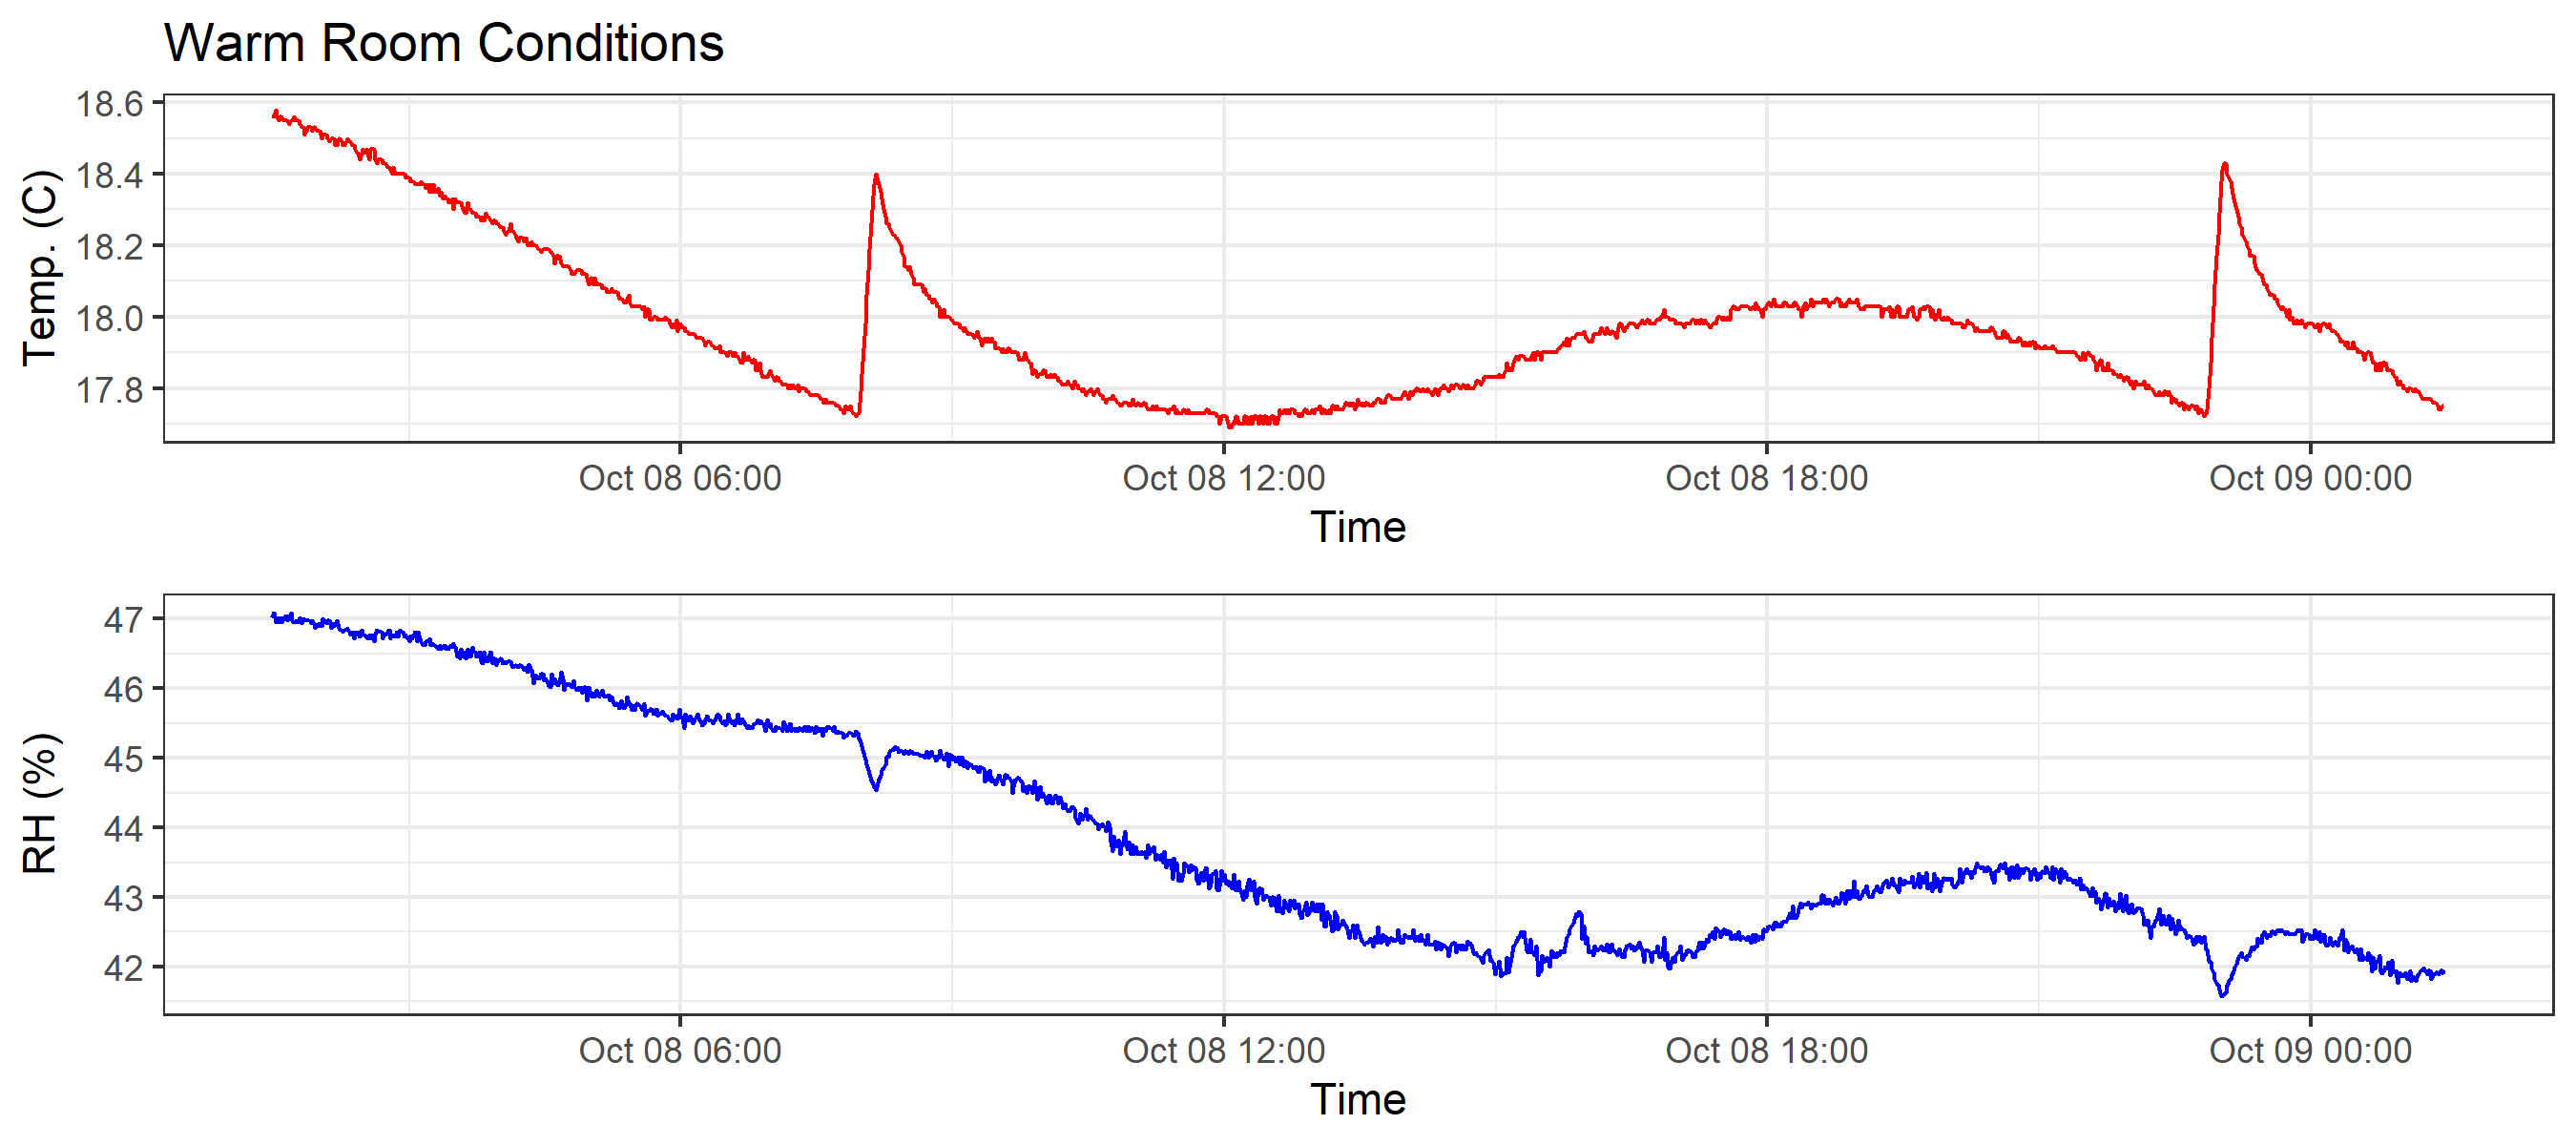 Warm Room Conditions
18.6
18.4
18.2
18.0
17.8
Temp. (C)
Oct 08 06:00 Oct 08 12:00 Oct 08 18:00 Oct 09 00:00
Time
47
46
45
44
43
42
RH (%)
Oct 08 06:00 Oct 08 12:00 Oct 08 18:00 Oct 09 00:00
Time